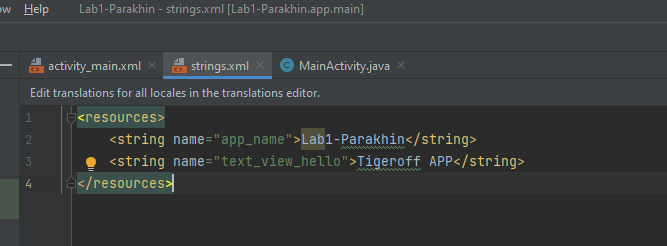 ow Help Lab1-Parakhin - strings.xml [Lab1-Parakhin.app.main]
activity_main.xml strings.xml MainActivity.java
Edit translations for all locales in the translations editor.
1 <resources>
2 <string name="app_name">Lab1-Parakhin</string>
3 <string name="text_view_hello">Tigeroff APP</string>
4 </resources>